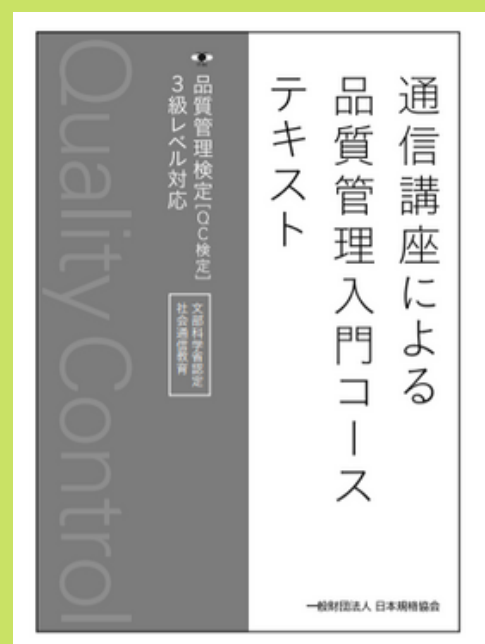 通信講座による
品質管理入門コース
テキスト
品質管理検定[QC検定]
3級レベル対応
文部科学省認定
社会通信教育
Quality Control
一般財団法人 日本規格協会